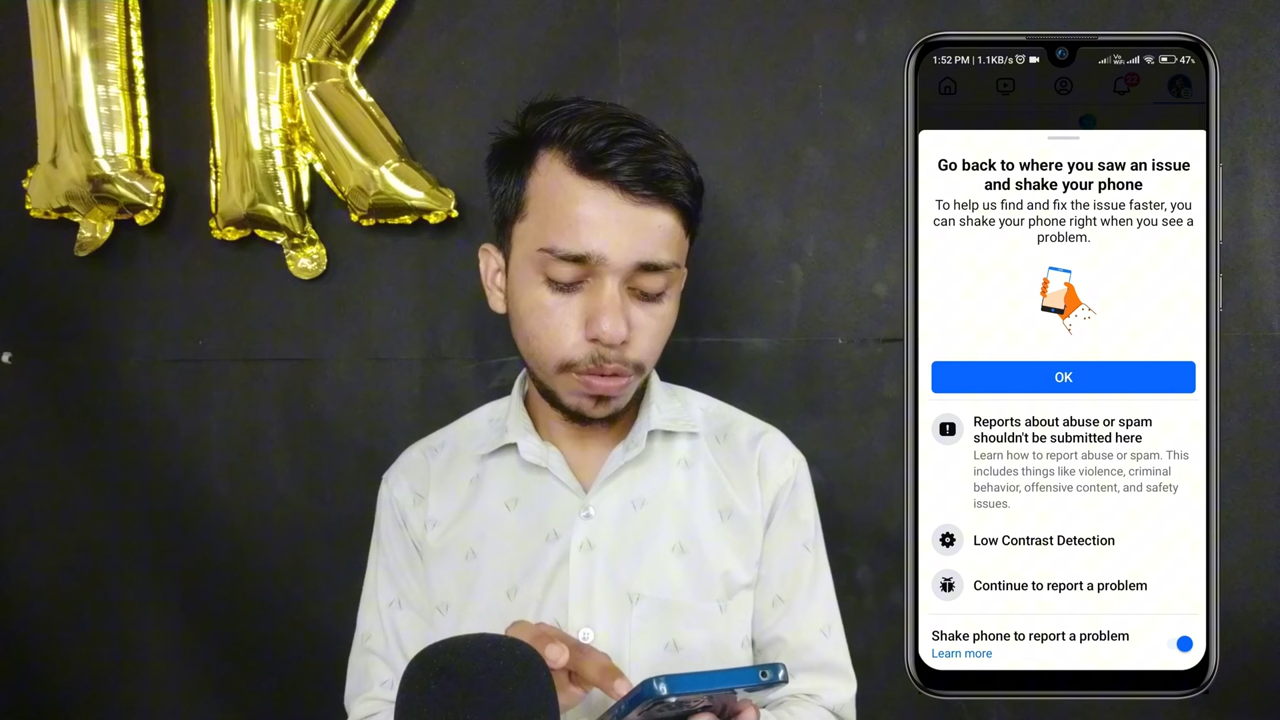 1K
1:52 PM | 1.1KB/s
Vo
WiFi
47%
Go back to where you saw an issue
and shake your phone
To help us find and fix the issue faster, you
can shake your phone right when you see a
problem.
OK
Reports about abuse or spam
shouldn't be submitted here
Learn how to report abuse or spam. This
includes things like violence, criminal
behavior, offensive content, and safety
issues.
Low Contrast Detection
Continue to report a problem
Shake phone to report a problem
Learn more